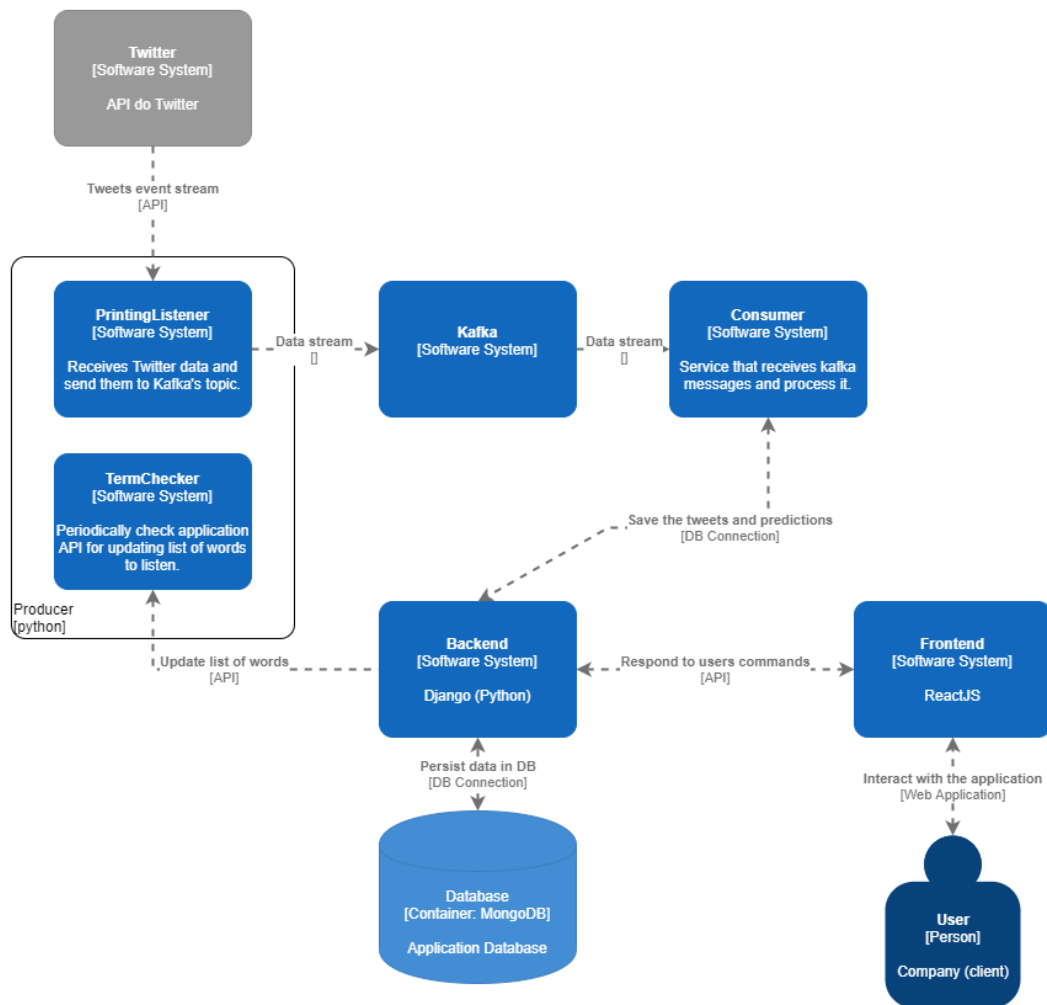 Twitter
[Software System]
API do Twitter
Tweets event stream
[API]
PrintingListener
[Software System]
Receives Twitter data and
send them to Kafka's topic.
Data stream
[]
Kafka
[Software System]
Data stream
[]
Consumer
[Software System]
Service that receives kafka
messages and process it.
TermChecker
[Software System]
Periodically check application
API for updating list of words
to listen.
Producer
[python]
Save the tweets and predictions
[DB Connection]
Update list of words
[API]
Backend
[Software System]
Django (Python)
Respond to users commands
[API]
Frontend
[Software System]
ReactJS
Persist data in DB
[DB Connection]
Interact with the application
[Web Application]
Database
[Container: MongoDB]
Application Database
User
[Person]
Company (client)